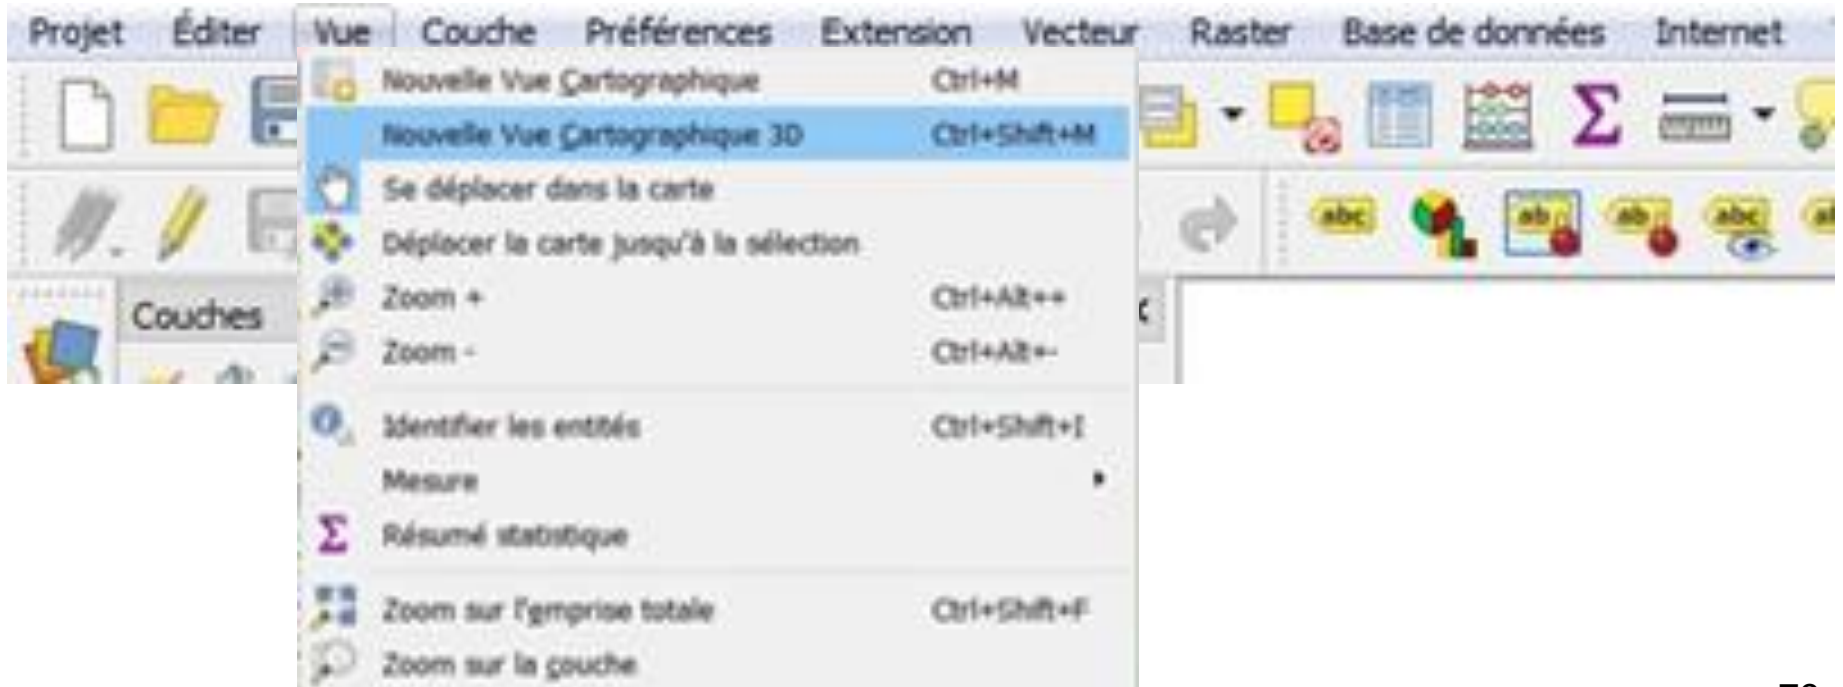 Projet Éditer Vue Couche Préférences Extension Vecteur Raster Base de données Internet
Nouvelle Vue Cartographique Ctrl+M
Nouvelle Vue Cartographique 3D Ctrl+Shift+M
Se déplacer dans la carte
abc ab ab abc
Déplacer la carte jusqu'à la sélection
Zoom + Ctrl+Alt++
Couches
Zoom - Ctrl+Alt+-
Identifier les entités Ctrl+Shift+I
Mesure
Résumé statistique
Zoom sur l'emprise totale Ctrl+Shift+F
Zoom sur la couche